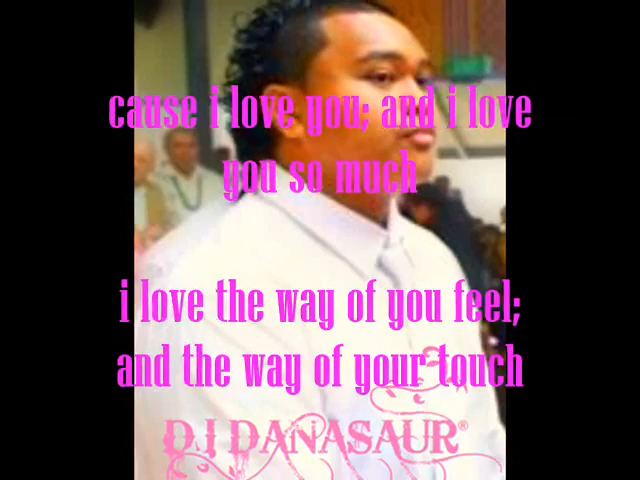 cause i love you; and i love
you so much
i love the way of you feel;
and the way of your touch
DJ DANASAUR®